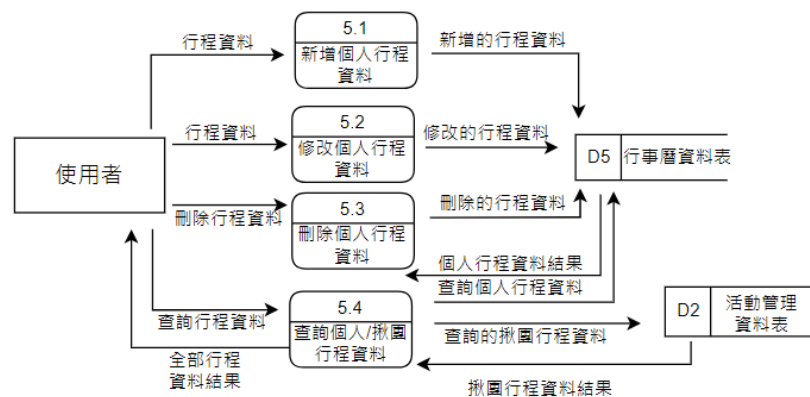 5.1
行程資料
新增個人行程
資料
新增的行程資料
5.2
行程資料
修改個人行程
資料
修改的行程資料
使用者
D5
行事曆資料表
5.3
刪除行程資料
刪除個人行程
資料
刪除的行程資料
個人行程資料結果
查詢個人行程資料
5.4
查詢行程資料
查詢個人/揪團
行程資料
查詢的揪團行程資料
D2
活動管理
資料表
全部行程
資料結果
揪團行程資料結果